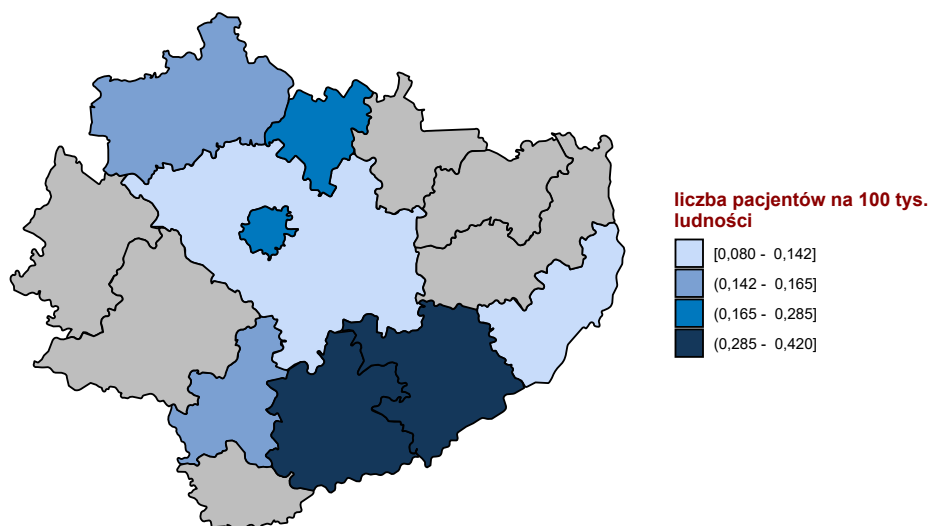 liczba pacjentów na 100 tys.
ludności
[0,080 - 0,142]
(0,142 - 0,165]
(0,165 - 0,285]
(0,285 - 0,420]